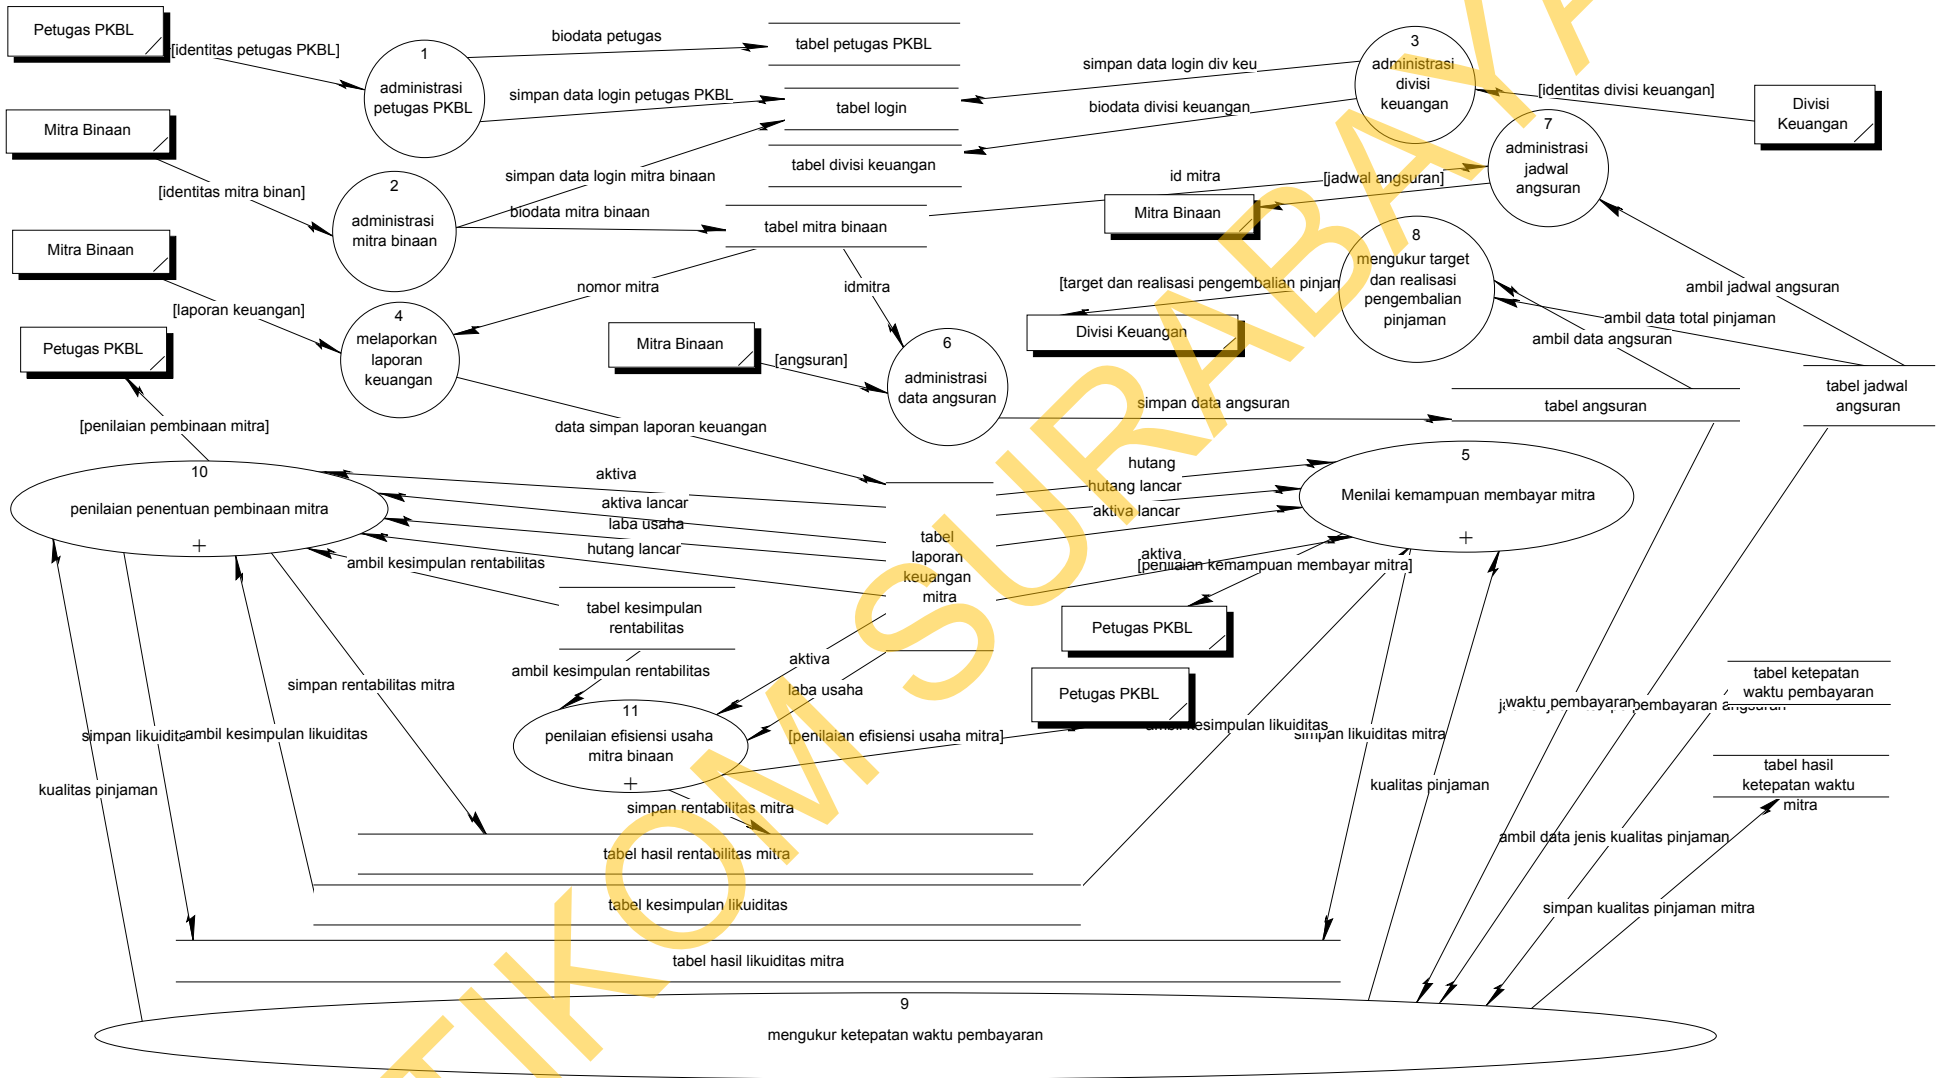 Petugas PKBL
[identitas petugas PKBL]
1
administrasi
petugas PKBL
biodata petugas
simpan data login petugas PKBL
tabel petugas PKBL
tabel login
tabel divisi keuangan
simpan data login div keu
biodata divisi keuangan
3
administrasi
divisi
keuangan
[identitas divisi keuangan]
Divisi
Keuangan
Mitra Binaan
[identitas mitra binan]
2
administrasi
mitra binaan
simpan data login mitra binaan
biodata mitra binaan
tabel mitra binaan
id mitra
[jadwal angsuran]
7
administrasi
jadwal
angsuran
Mitra Binaan
Mitra Binaan
[laporan keuangan]
4
melaporkan
laporan
keuangan
nomor mitra
idmitra
8
mengukur target
dan realisasi
pengembalian
pinjaman
[target dan realisasi pengembalian pinjam
Divisi Keuangan
ambil jadwal angsuran
ambil data total pinjaman
ambil data angsuran
Petugas PKBL
[penilaian pembinaan mitra]
Mitra Binaan
[angsuran]
6
administrasi
data angsuran
simpan data angsuran
tabel angsuran
tabel jadwal
angsuran
data simpan laporan keuangan
10
penilaian penentuan pembinaan mitra
+
aktiva
aktiva lancar
laba usaha
hutang lancar
ambil kesimpulan rentabilitas
tabel
laporan
keuangan
mitra
hutang
hutang lancar
aktiva lancar
aktiva
[penilaian kemampuan membayar mitra]
5
Menilai kemampuan membayar mitra
+
tabel kesimpulan
rentabilitas
ambil kesimpulan rentabilitas
aktiva
laba usaha
Petugas PKBL
Petugas PKBL
11
penilaian efisiensi usaha
mitra binaan
+
[penilaian efisiensi usaha mitra]
simpan rentabilitas mitra
simpan rentabilitas mitra
simpan
ambil kesimpulan likuiditas
kualitas pinjaman
kesimpulan likuiditas
simpan likuiditas mitra
kualitas pinjaman
waktu pembayaran
pembayaran
tabel ketepatan
waktu pembayaran
tabel hasil
ketepatan waktu
mitra
ambil data jenis kualitas pinjaman
simpan kualitas pinjaman mitra
tabel hasil rentabilitas mitra
tabel kesimpulan likuiditas
tabel hasil likuiditas mitra
9
mengukur ketepatan waktu pembayaran
TIKOM SURABAYA